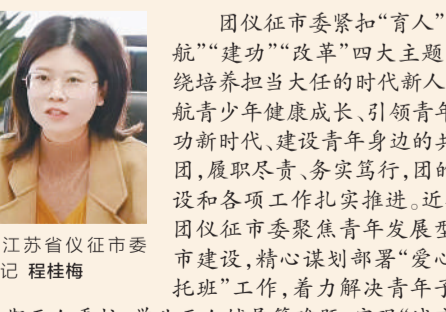 团仪征市委紧扣“育人”
航”“建功”“改革”四大主题
绕培养担当大任的时代新人
航青少年健康成长、引领青年
功新时代、建设青年身边的共
团,履职尽责、务实笃行,团的
设和各项工作扎实推进。近
团仪征市委聚焦青年发展型
市建设,精心谋划部署“爱心
托班”工作,着力解决青年子
江苏省仪征市委
记 程桂梅